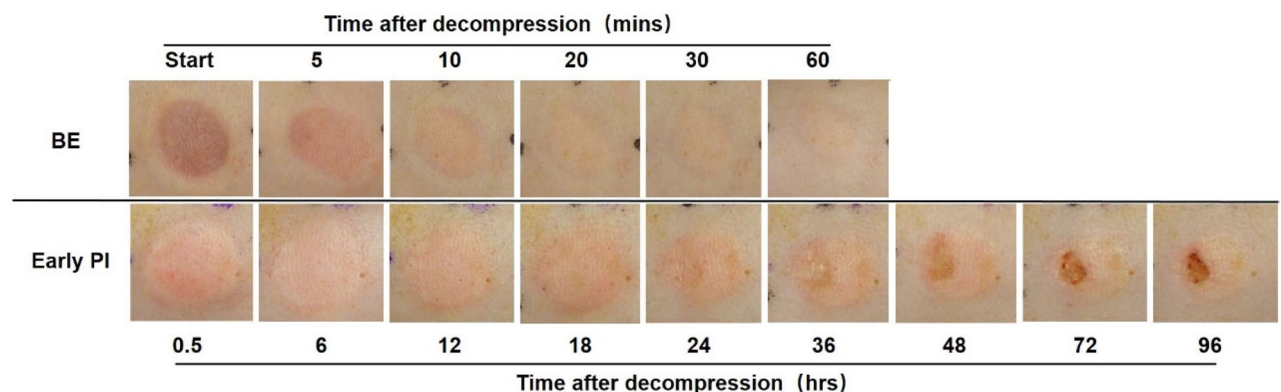 Time after decompression (mins)
Start 5 10 20 30 60
BE
Early PI
0.5 6 12 18 24 36 48 72 96
Time after decompression (hrs)